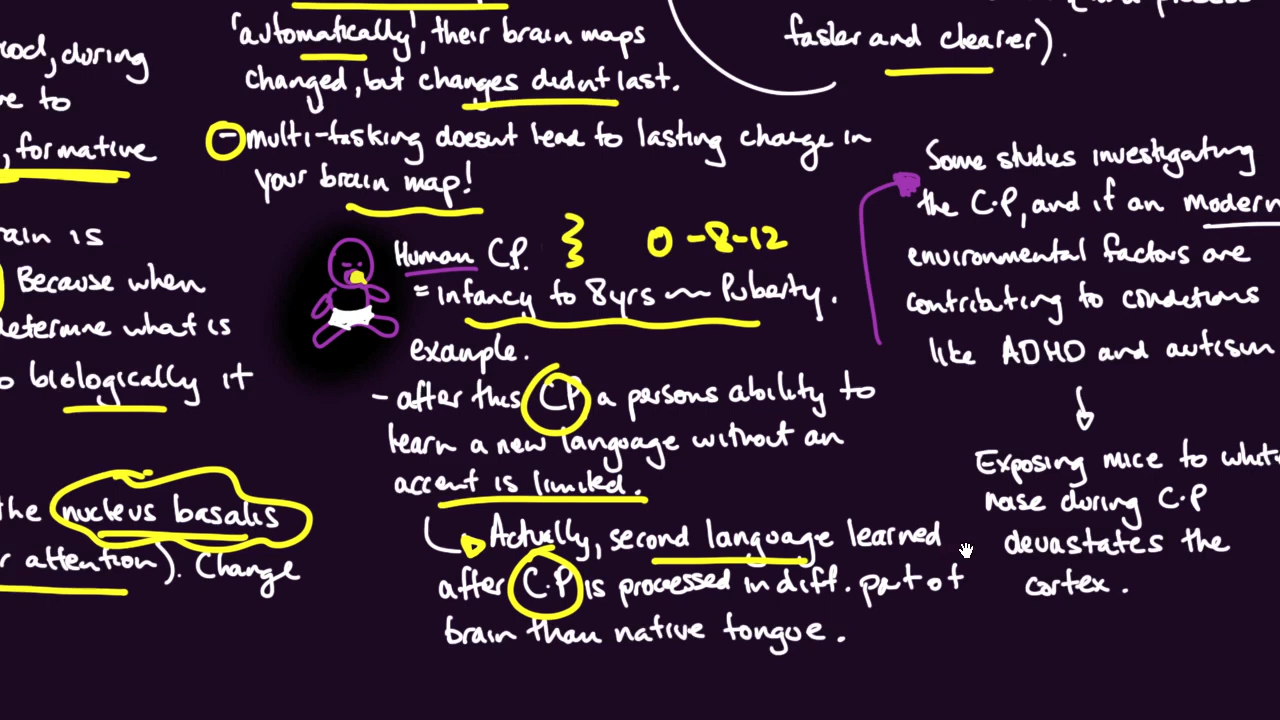 riod, during
e to
, formative
rain is
Because when
determine what is
o biologically it
the nucleus basalis
r attention). Change
'automatically', their brain maps
changed, but changes didnt last.
- multi-tasking doesnt lead to lasting change in
your brain map!
Human C.P. 0-8-12
= Infancy to 8yrs ~ Puberty.
example.
- after this CP a persons ability to
learn a new language without an
accent is limited.
Actually, second language learned
after C.P is processed in diff. part of
brain than native tongue.
faster and clearer).
Some studies investigating
the C.P, and if an modern
environmental factors are
contributing to conditions
like ADHD and autism
Exposing mice to white
noise during C.P
devastates the
cortex.